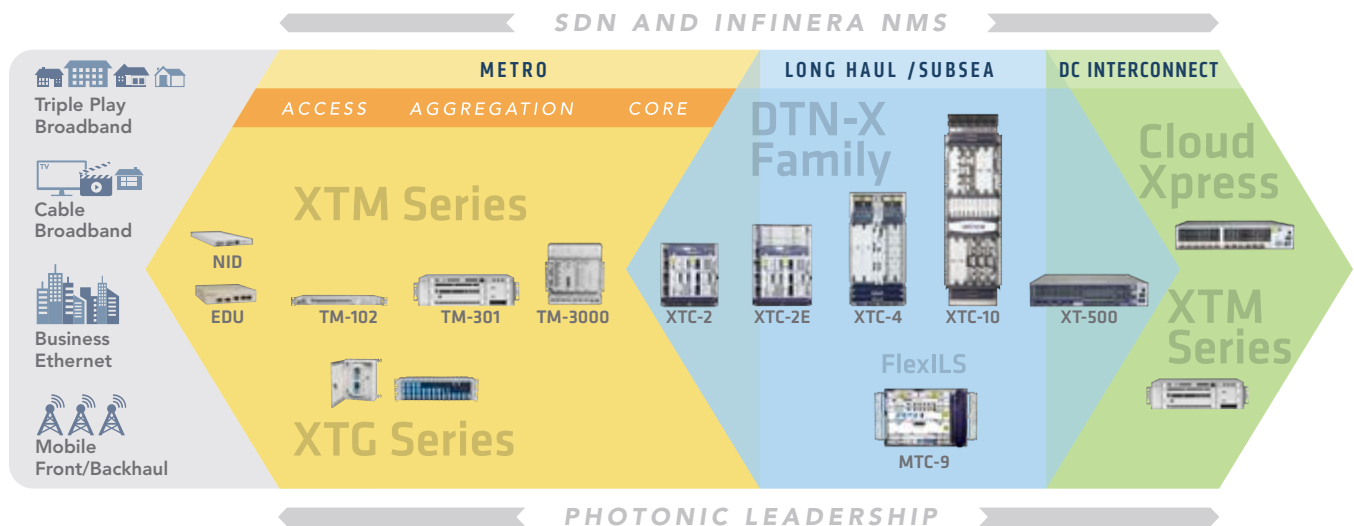 SDN AND INFINERA NMS
METRO
LONG HAUL /SUBSEA
DC INTERCONNECT
ACCESS
AGGREGATION
CORE
Triple Play
Broadband
TV
Cable
Broadband
Business
Ethernet
Mobile
Front/Backhaul
XTM Series
NID
EDU
TM-102
TM-301
TM-3000
XTG Series
DTN-X
Family
XTC-2
XTC-2E
XTC-4
XTC-10
XT-500
FlexILS
MTC-9
Cloud
Xpress
XTM
Series
PHOTONIC LEADERSHIP